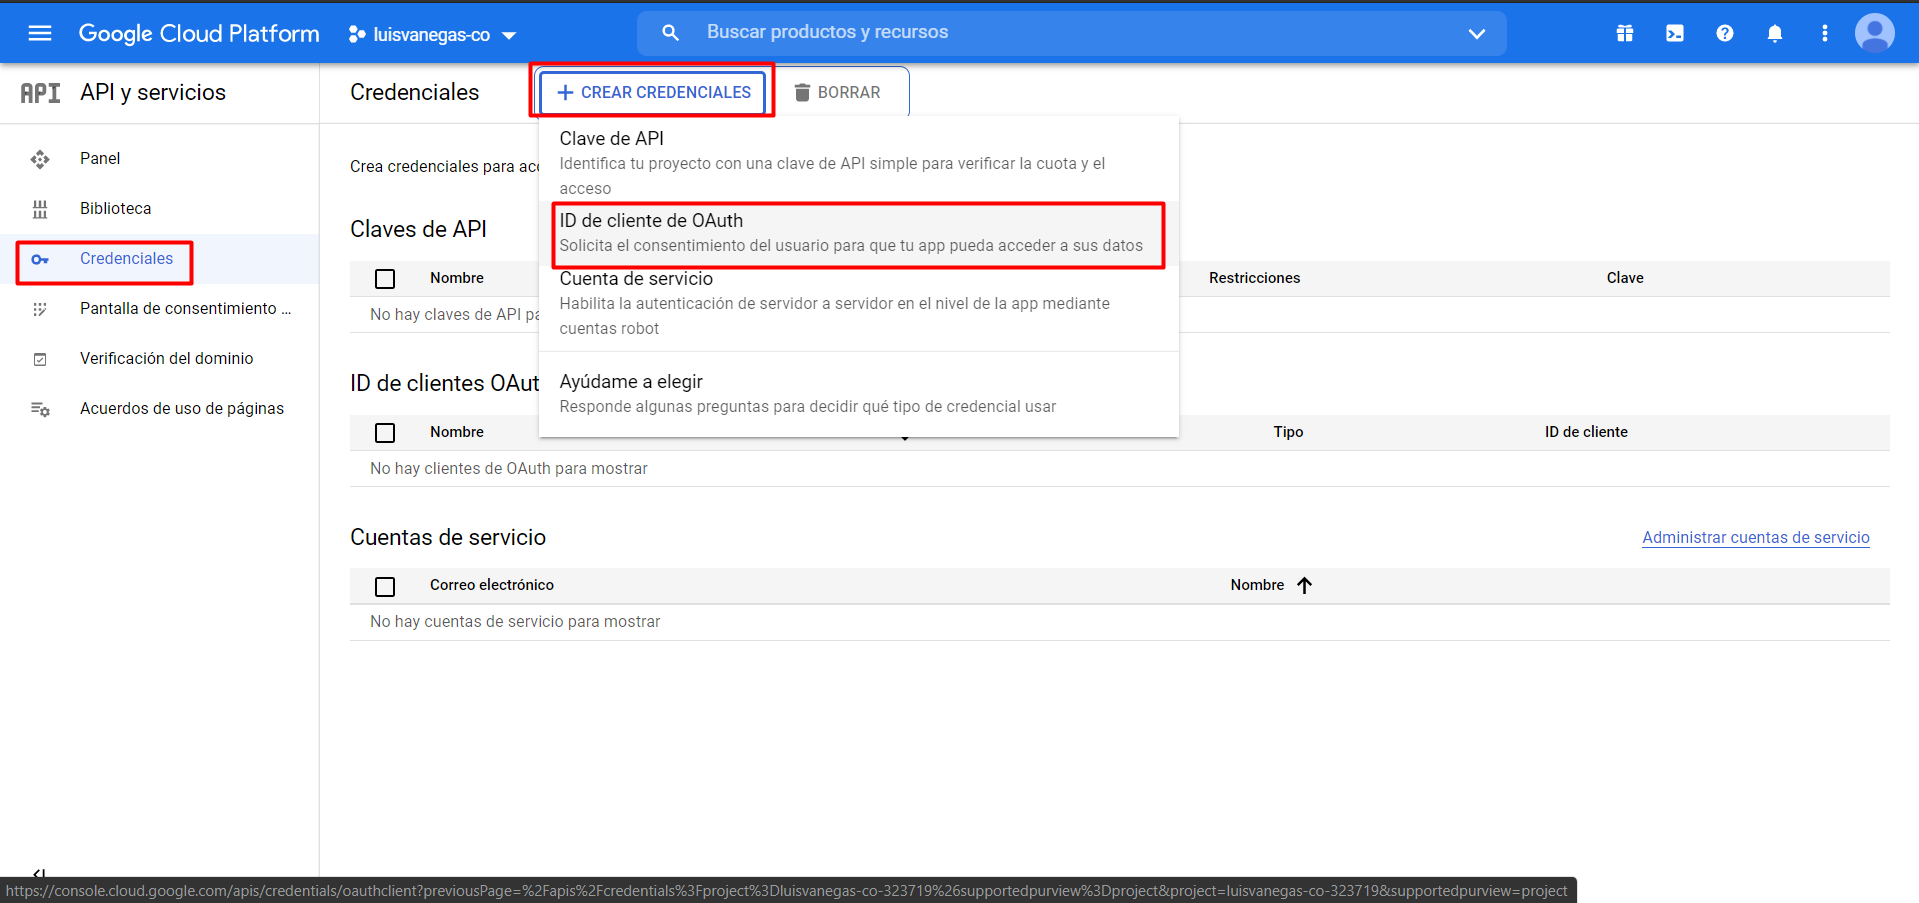 Google Cloud Platform
luisvanegas-co
Buscar productos y recursos
API
API y servicios
Panel
Biblioteca
Credenciales
Pantalla de consentimiento ...
Verificación del dominio
Acuerdos de uso de páginas
Credenciales
CREAR CREDENCIALES
BORRAR
Crea credenciales para acc
Clave de API
Identifica tu proyecto con una clave de API simple para verificar la cuota y el
acceso
ID de cliente de OAuth
Solicita el consentimiento del usuario para que tu app pueda acceder a sus datos
Cuenta de servicio
Habilita la autenticación de servidor a servidor en el nivel de la app mediante
cuentas robot
Ayúdame a elegir
Responde algunas preguntas para decidir qué tipo de credencial usar
Claves de API
Nombre
Restricciones
Clave
No hay claves de API pa
ID de clientes OAut
Nombre
Tipo
ID de cliente
No hay clientes de OAuth para mostrar
Cuentas de servicio
Administrar cuentas de servicio
Correo electrónico
Nombre
No hay cuentas de servicio para mostrar
https://console.cloud.google.com/apis/credentials/oauthclient?previousPage=%2Fapis%2Fcredentials%3Fproject%3Dluisvanegas-co-323719%26supportedpurview%3Dproject&project=luisvanegas-co-323719&supportedpurview=project